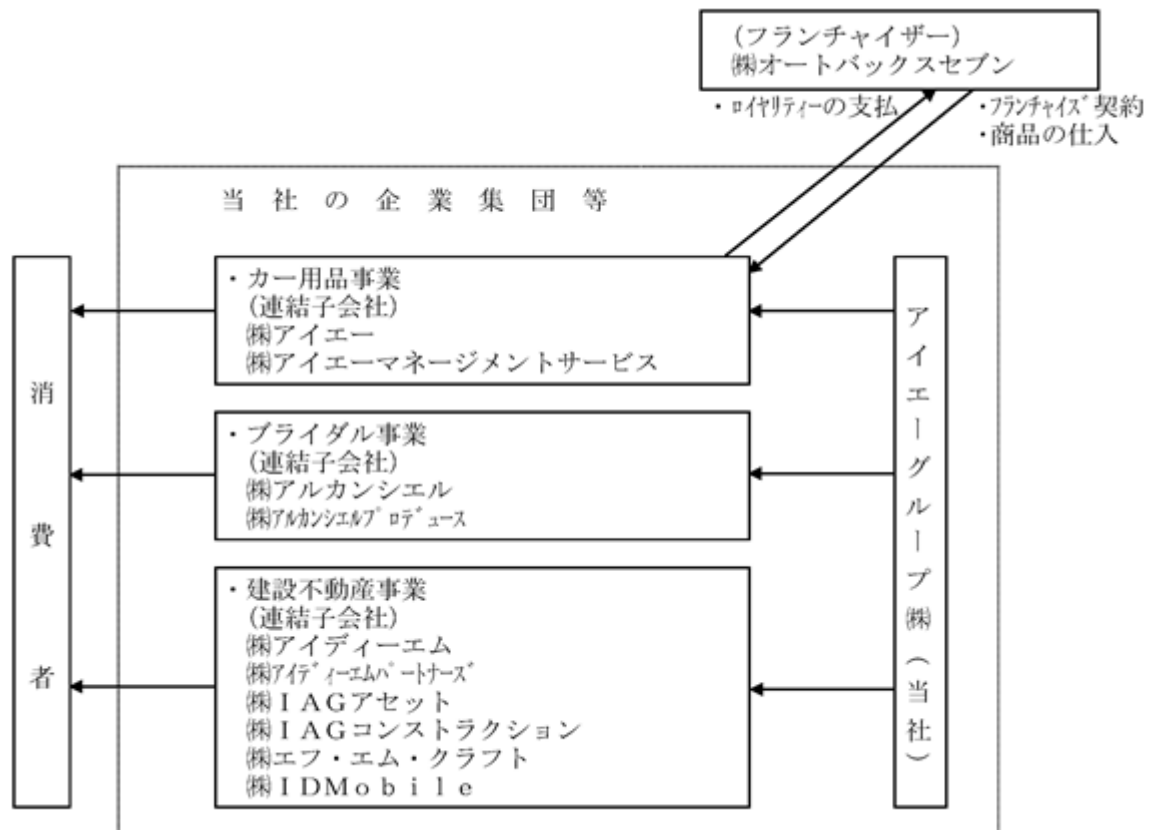 (フランチャイザー)
㈱オートバックスセブン
・ロイヤリティーの支払
・フランチャイズ契約
・商品の仕入
当社の企業集団等
・カー用品事業
(連結子会社)
㈱アイエー
㈱アイエーマネージメントサービス
・ブライダル事業
(連結子会社)
㈱アルカンシエル
㈱アルカンシエルプロデュース
・建設不動産事業
(連結子会社)
㈱アイディーエム
㈱アイディーエムパートナーズ
㈱IAGアセット
㈱IAGコンストラクション
㈱エフ・エム・クラフト
㈱IDMobile
消費者
アイエーグループ㈱(当社)